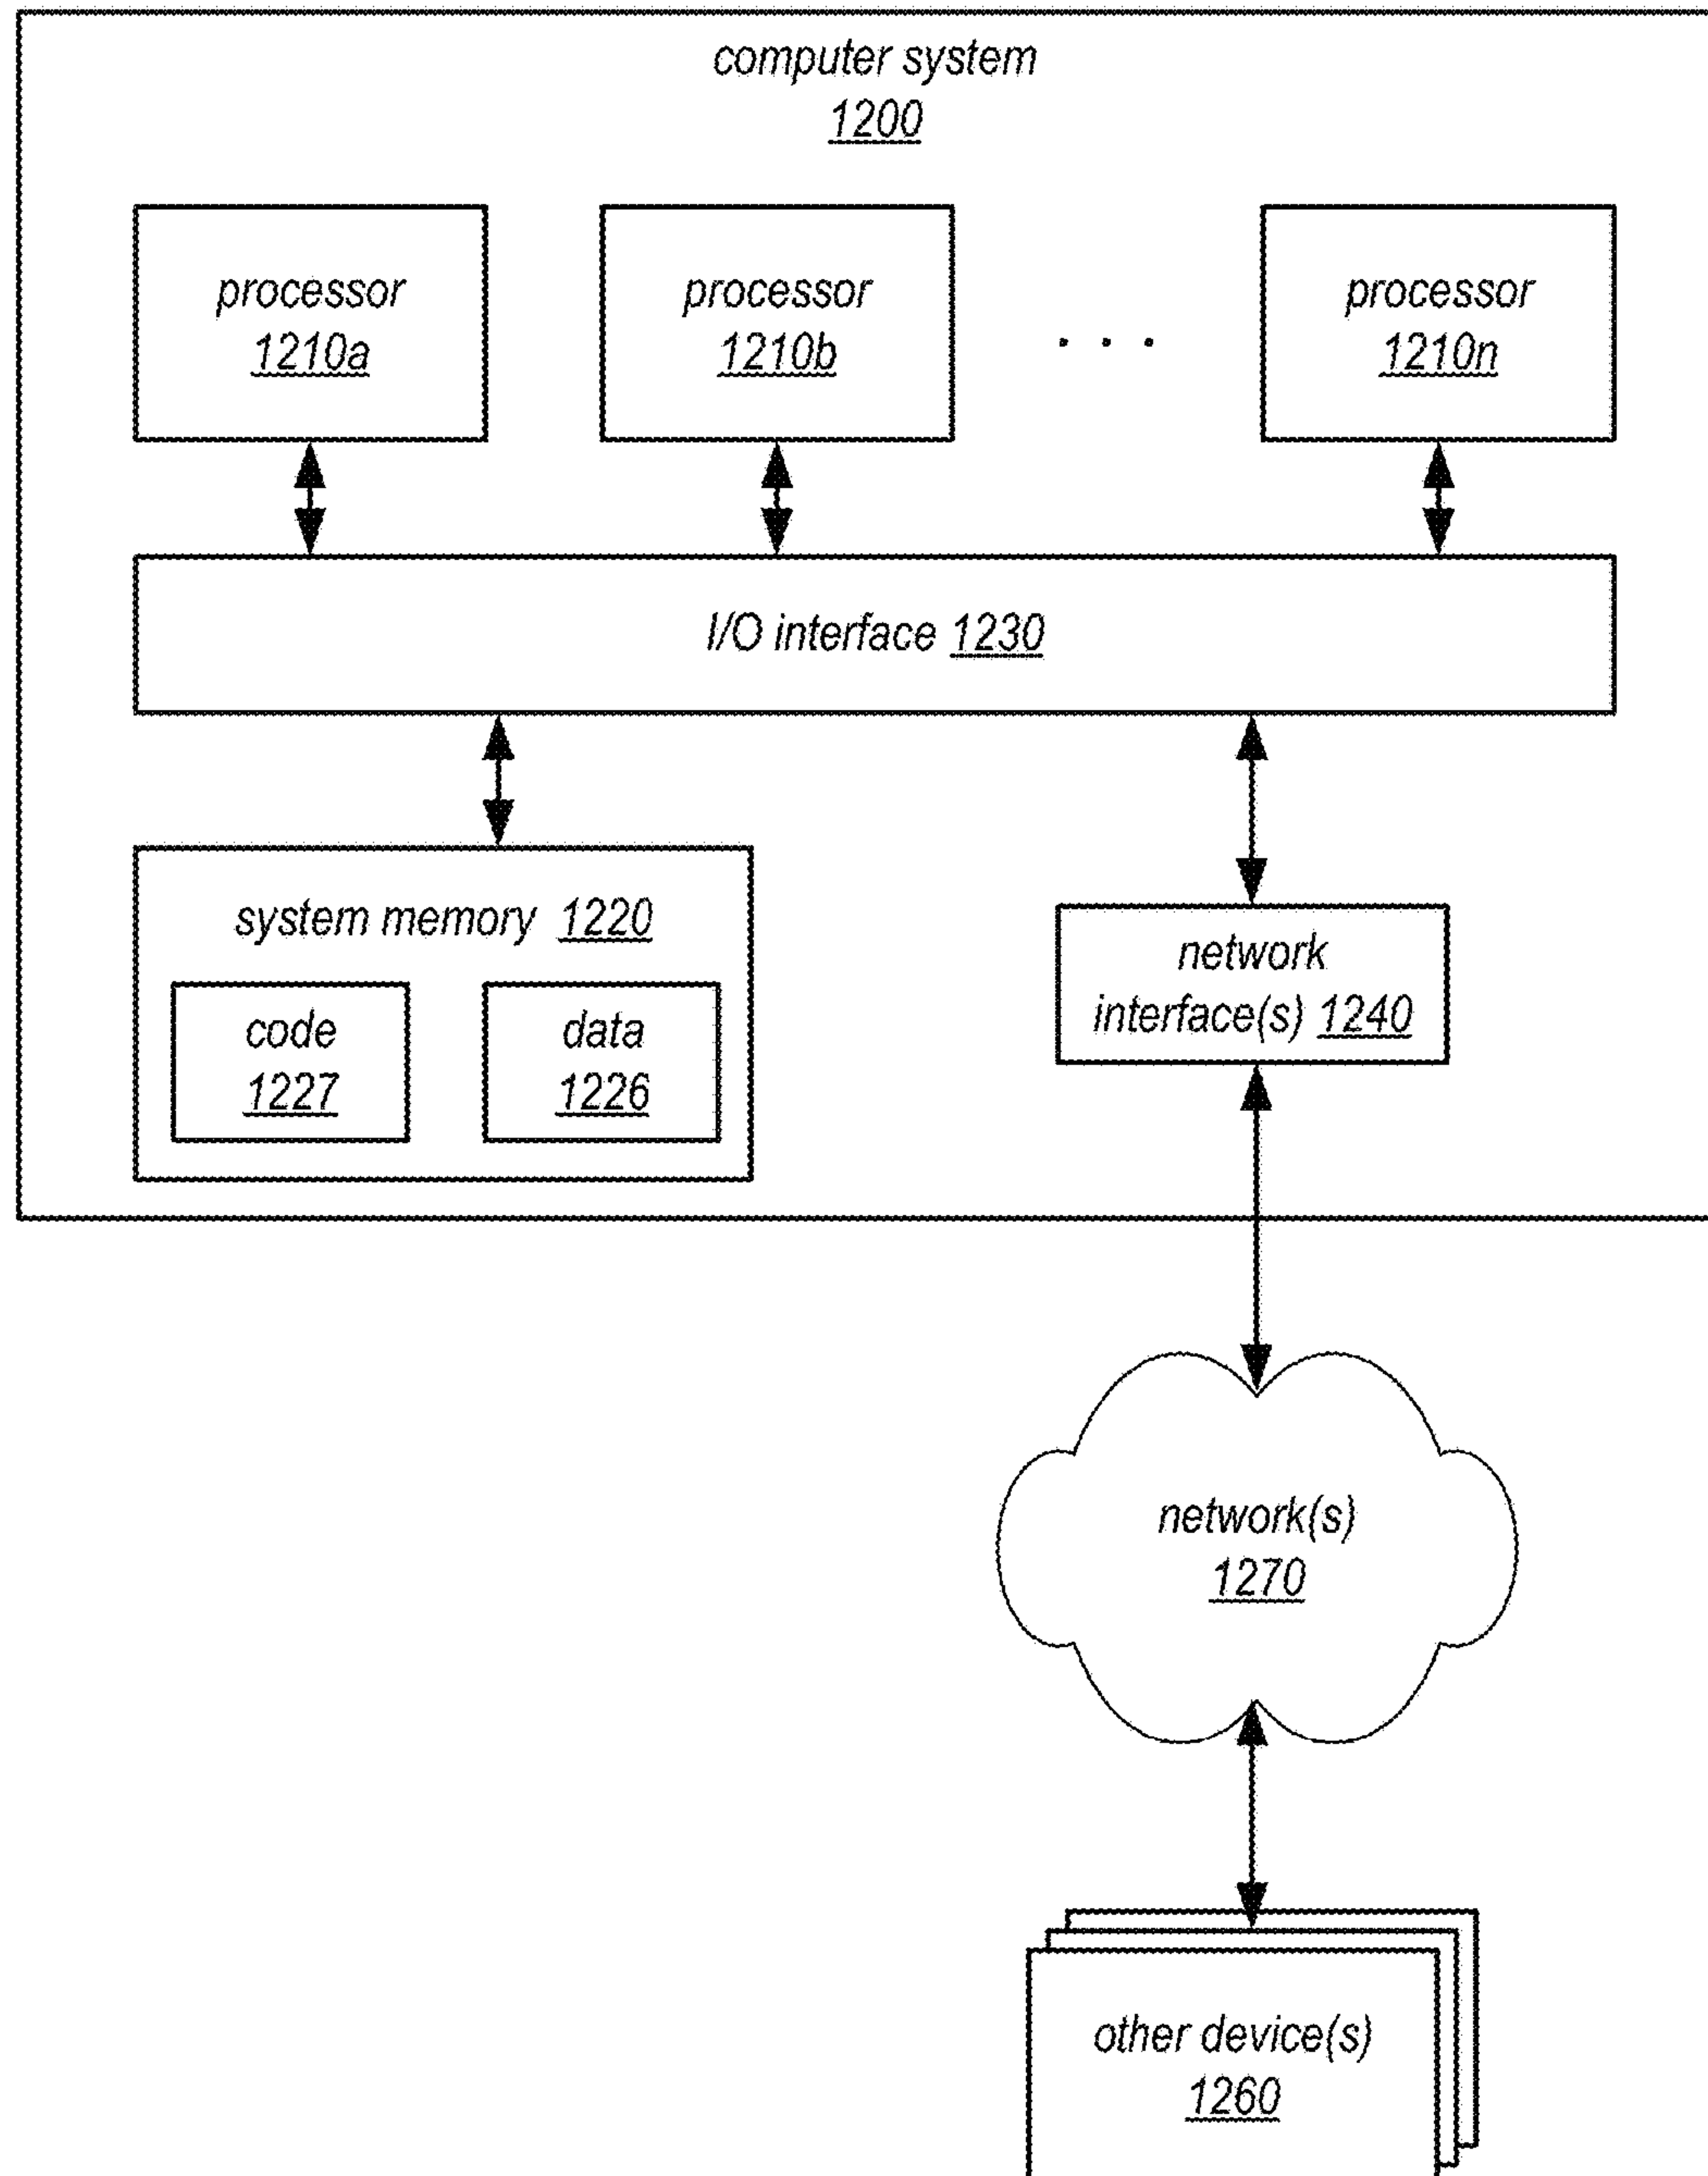 computer system
1200
processor
1210a
processor
1210b
. . .
processor
1210n
I/O interface 1230
system memory 1220
code
1227
data
1226
network
interface(s) 1240
network(s)
1270
other device(s)
1260